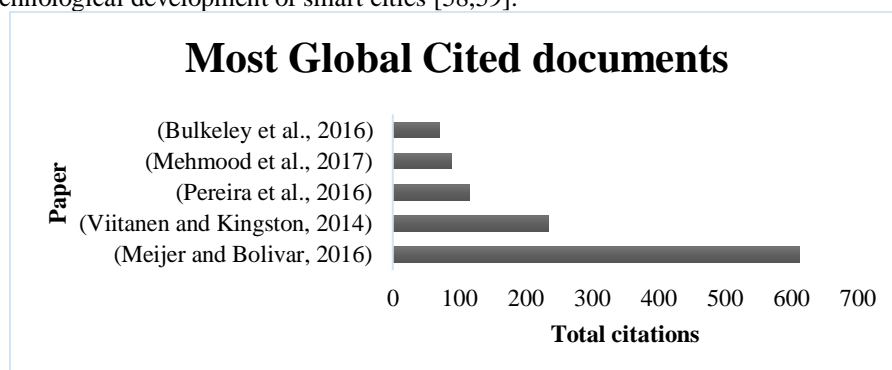 chnological development of smart cities [58,59].
Most Global Cited documents
Paper
(Bulkeley et al., 2016)
(Mehmood et al., 2017)
(Pereira et al., 2016)
(Viitanen and Kingston, 2014)
(Meijer and Bolivar, 2016)
0 100 200 300 400 500 600 700
Total citations